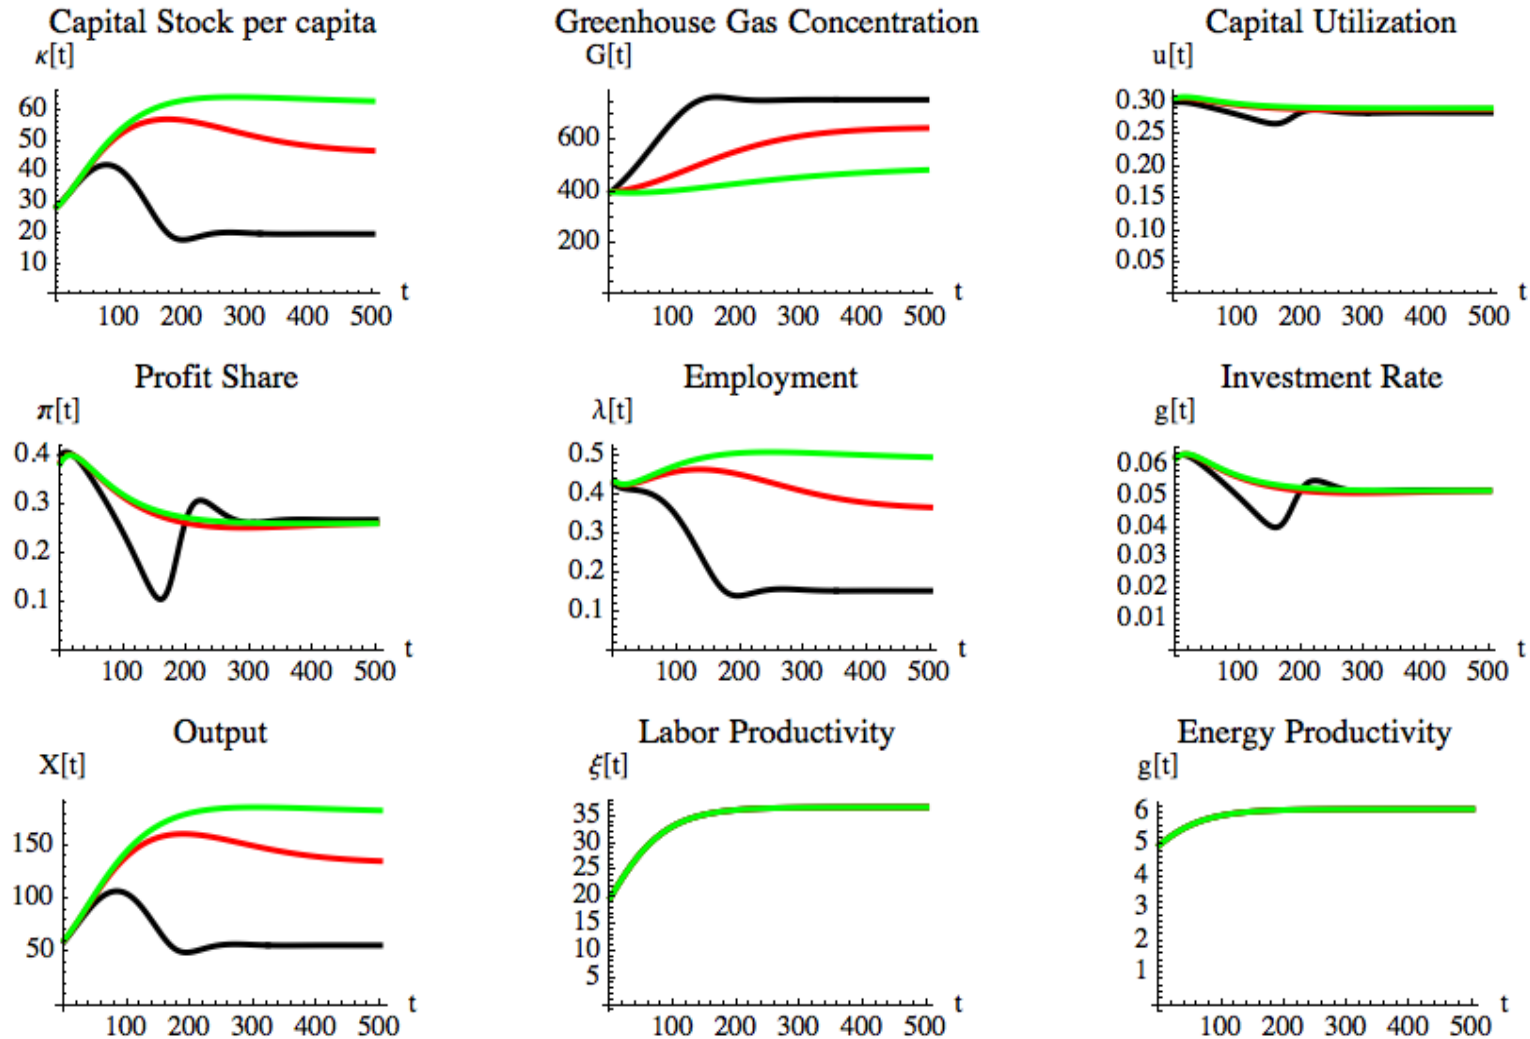 Capital Stock per capita
κ[t]
60
50
40
30
20
10
100 200 300 400 500
t
Greenhouse Gas Concentration
G[t]
600
400
200
100 200 300 400 500
t
Capital Utilization
u[t]
0.30
0.25
0.20
0.15
0.10
0.05
100 200 300 400 500
t
Profit Share
π[t]
0.4
0.3
0.2
0.1
100 200 300 400 500
t
Employment
λ[t]
0.5
0.4
0.3
0.2
0.1
100 200 300 400 500
t
Investment Rate
g[t]
0.06
0.05
0.04
0.03
0.02
0.01
100 200 300 400 500
t
Output
X[t]
150
100
50
100 200 300 400 500
t
Labor Productivity
ξ[t]
35
30
25
20
15
10
5
100 200 300 400 500
t
Energy Productivity
g[t]
6
5
4
3
2
1
100 200 300 400 500
t